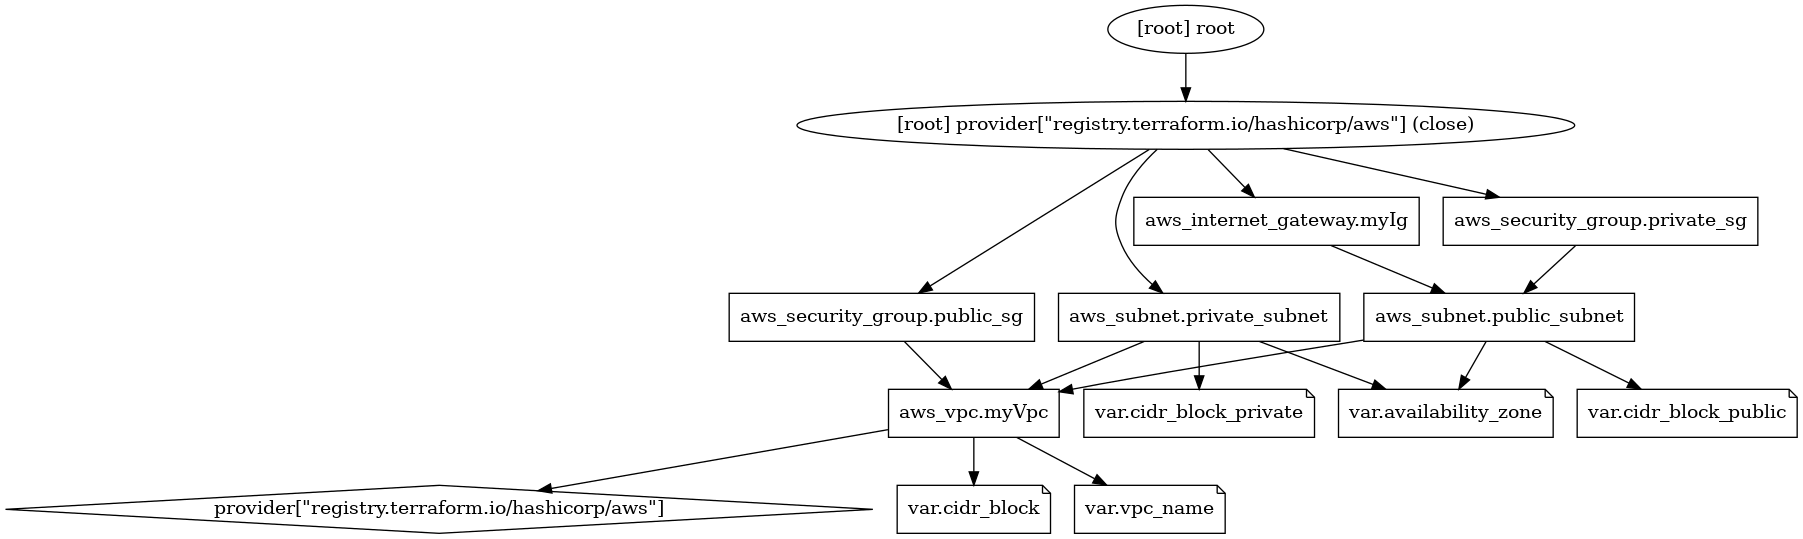 [root] root
[root] provider[\"registry.terraform.io/hashicorp/aws\"] (close)
aws_internet_gateway.myIg
aws_security_group.private_sg
aws_security_group.public_sg
aws_subnet.private_subnet
aws_subnet.public_subnet
aws_vpc.myVpc
var.cidr_block_private
var.availability_zone
var.cidr_block_public
provider[\"registry.terraform.io/hashicorp/aws\"]
var.cidr_block
var.vpc_name